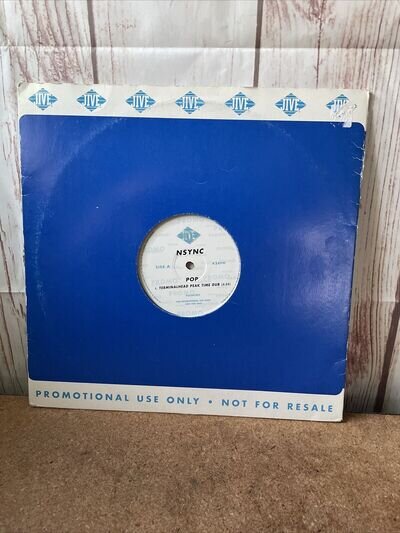 JIVE JIVE JIVE JIVE JIVE JIVE JIVE
JIVE
NSYNC
SIDE A
POP
1. TERMINALHEAD PEAK TIME DUB
PROMOTIONAL USE ONLY • NOT FOR RESALE